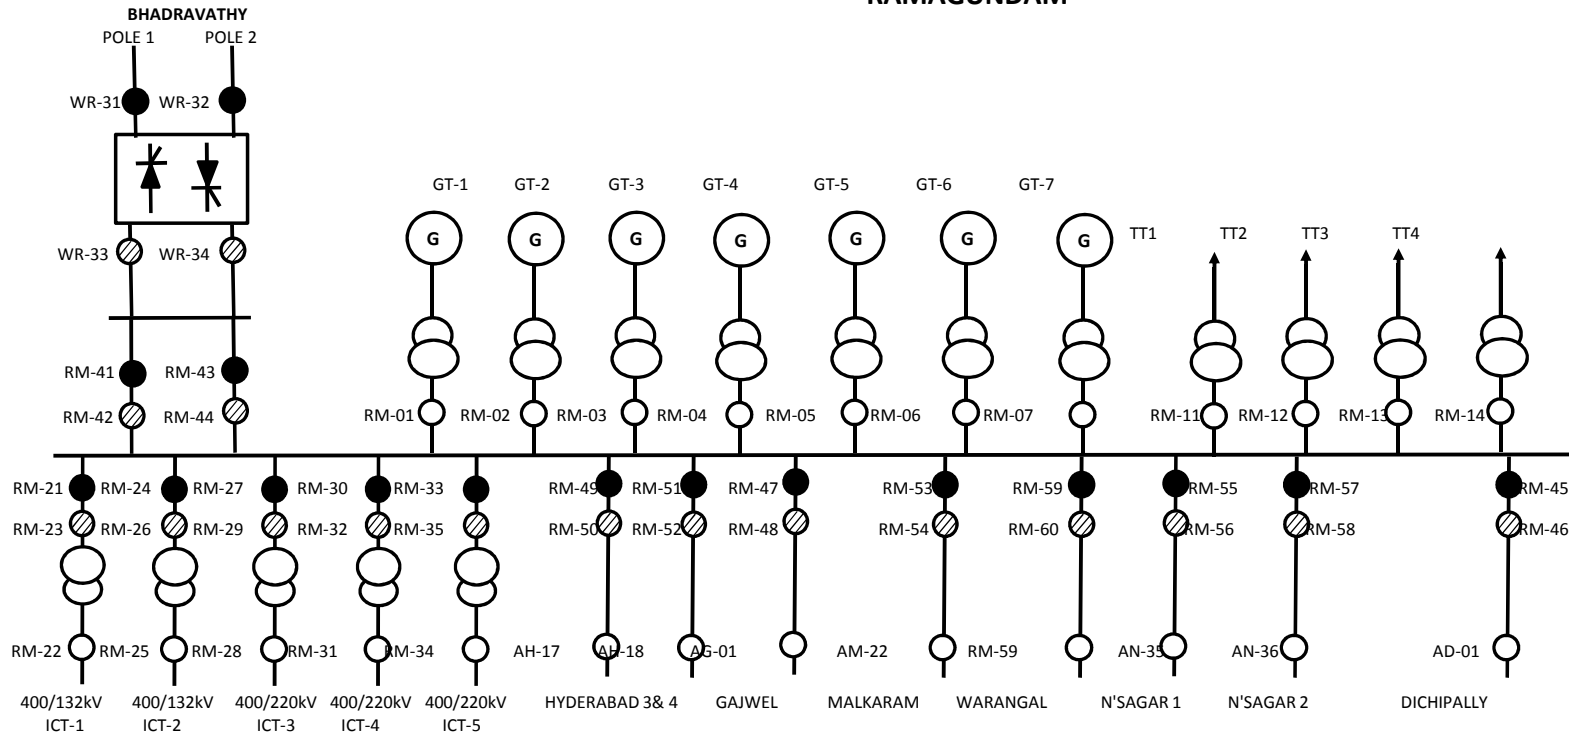 RAMAGUNDAM
BHADRAVATHY
POLE 1 POLE 2
WR-31 WR-32
GT-1 GT-2 GT-3 GT-4 GT-5 GT-6 GT-7
G G G G G G G
TT1 TT2 TT3 TT4
WR-33 WR-34
RM-41 RM-43
RM-42 RM-44
RM-01 RM-02 RM-03 RM-04 RM-05 RM-06 RM-07 RM-11 RM-12 RM-13 RM-14
RM-21 RM-24 RM-27 RM-30 RM-33 RM-49 RM-51 RM-47 RM-53 RM-59 RM-55 RM-57 RM-45
RM-23 RM-26 RM-29 RM-32 RM-35 RM-50 RM-52 RM-48 RM-54 RM-60 RM-56 RM-58 RM-46
RM-22 RM-25 RM-28 RM-31 RM-34 AH-17 AH-18 AG-01 AM-22 RM-59 AN-35 AN-36 AD-01
400/132kV 400/132kV 400/220kV 400/220kV 400/220kV HYDERABAD 3& 4 GAJWEL MALKARAM WARANGAL N'SAGAR 1 N'SAGAR 2 DICHIPALLY
ICT-1 ICT-2 ICT-3 ICT-4 ICT-5